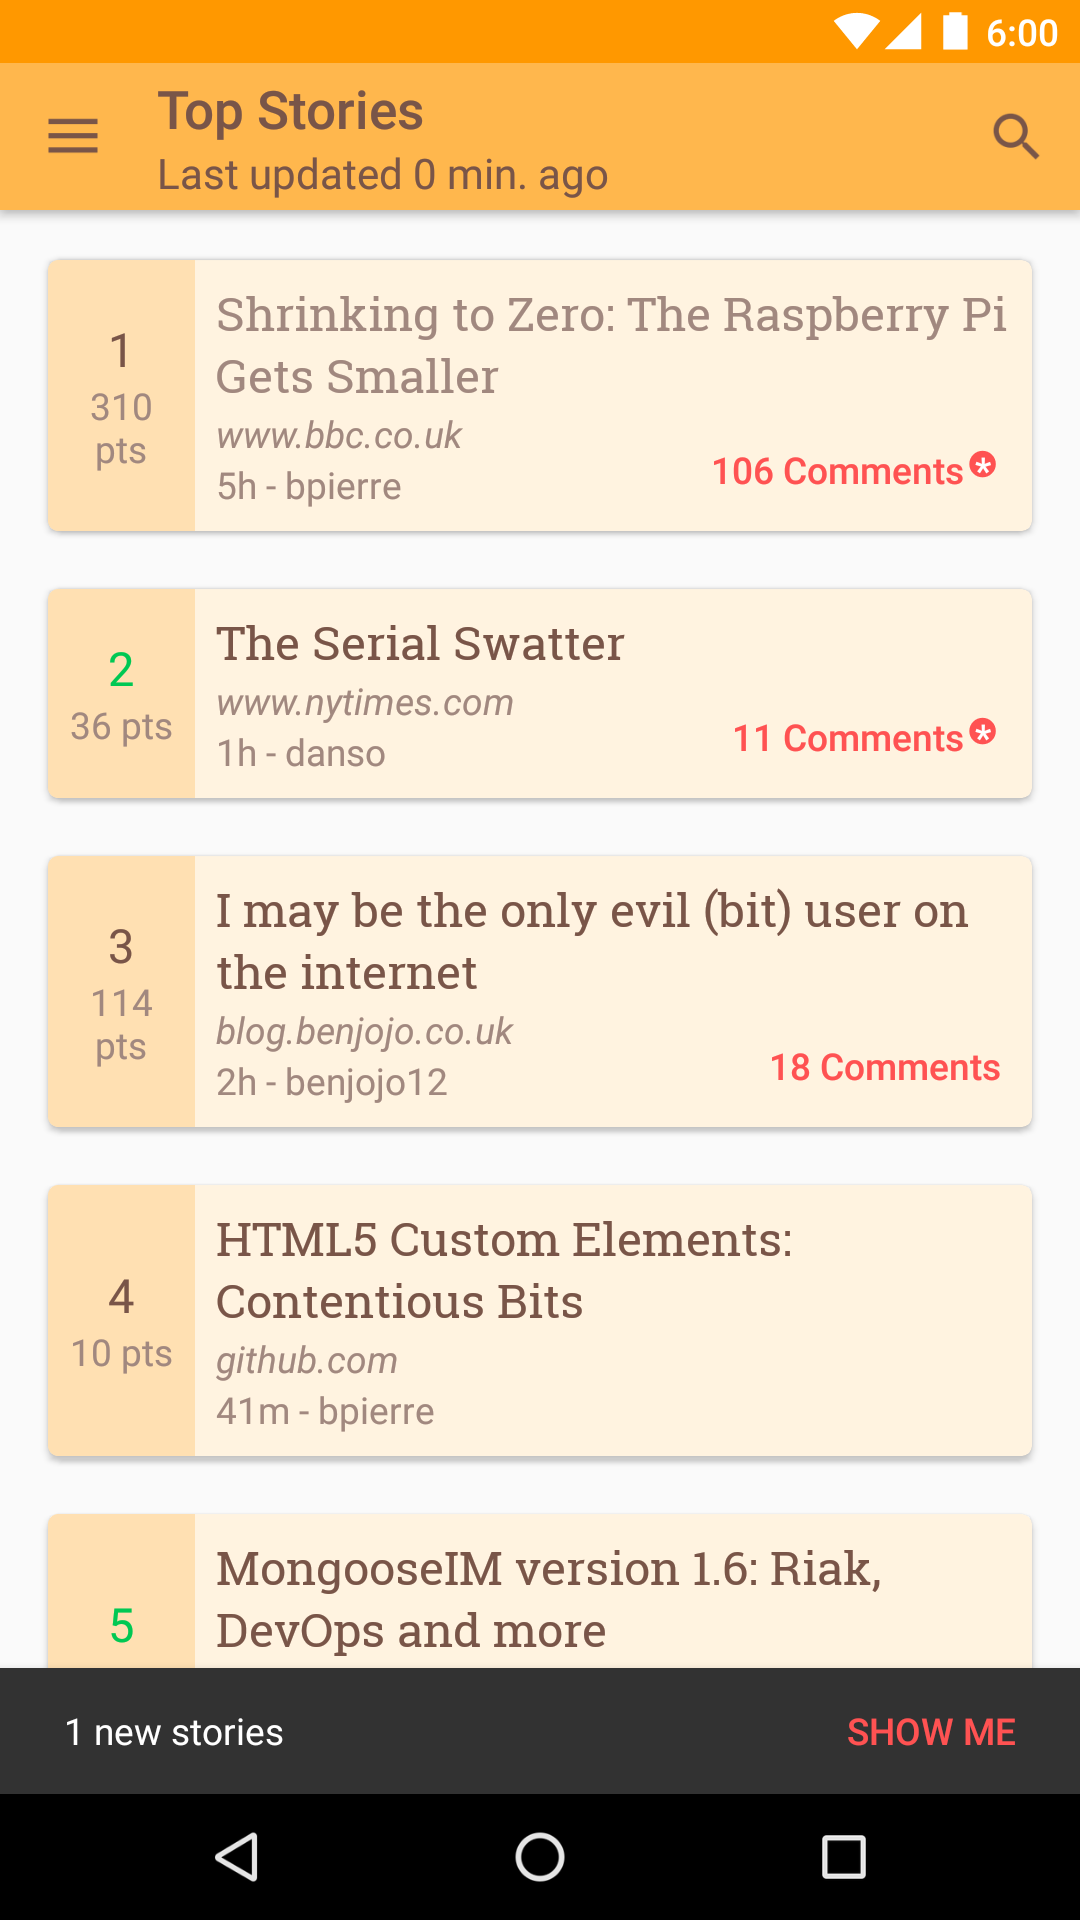 6:00
Top Stories
Last updated 0 min. ago
1
310
pts
Shrinking to Zero: The Raspberry Pi
Gets Smaller
www.bbc.co.uk
5h - bpierre
106 Comments*
2
36 pts
The Serial Swatter
www.nytimes.com
1h - danso
11 Comments*
3
114
pts
I may be the only evil (bit) user on
the internet
blog.benjojo.co.uk
2h - benjojo12
18 Comments
4
10 pts
HTML5 Custom Elements:
Contentious Bits
github.com
41m - bpierre
5
MongooseIM version 1.6: Riak,
DevOps and more
1 new stories
SHOW ME